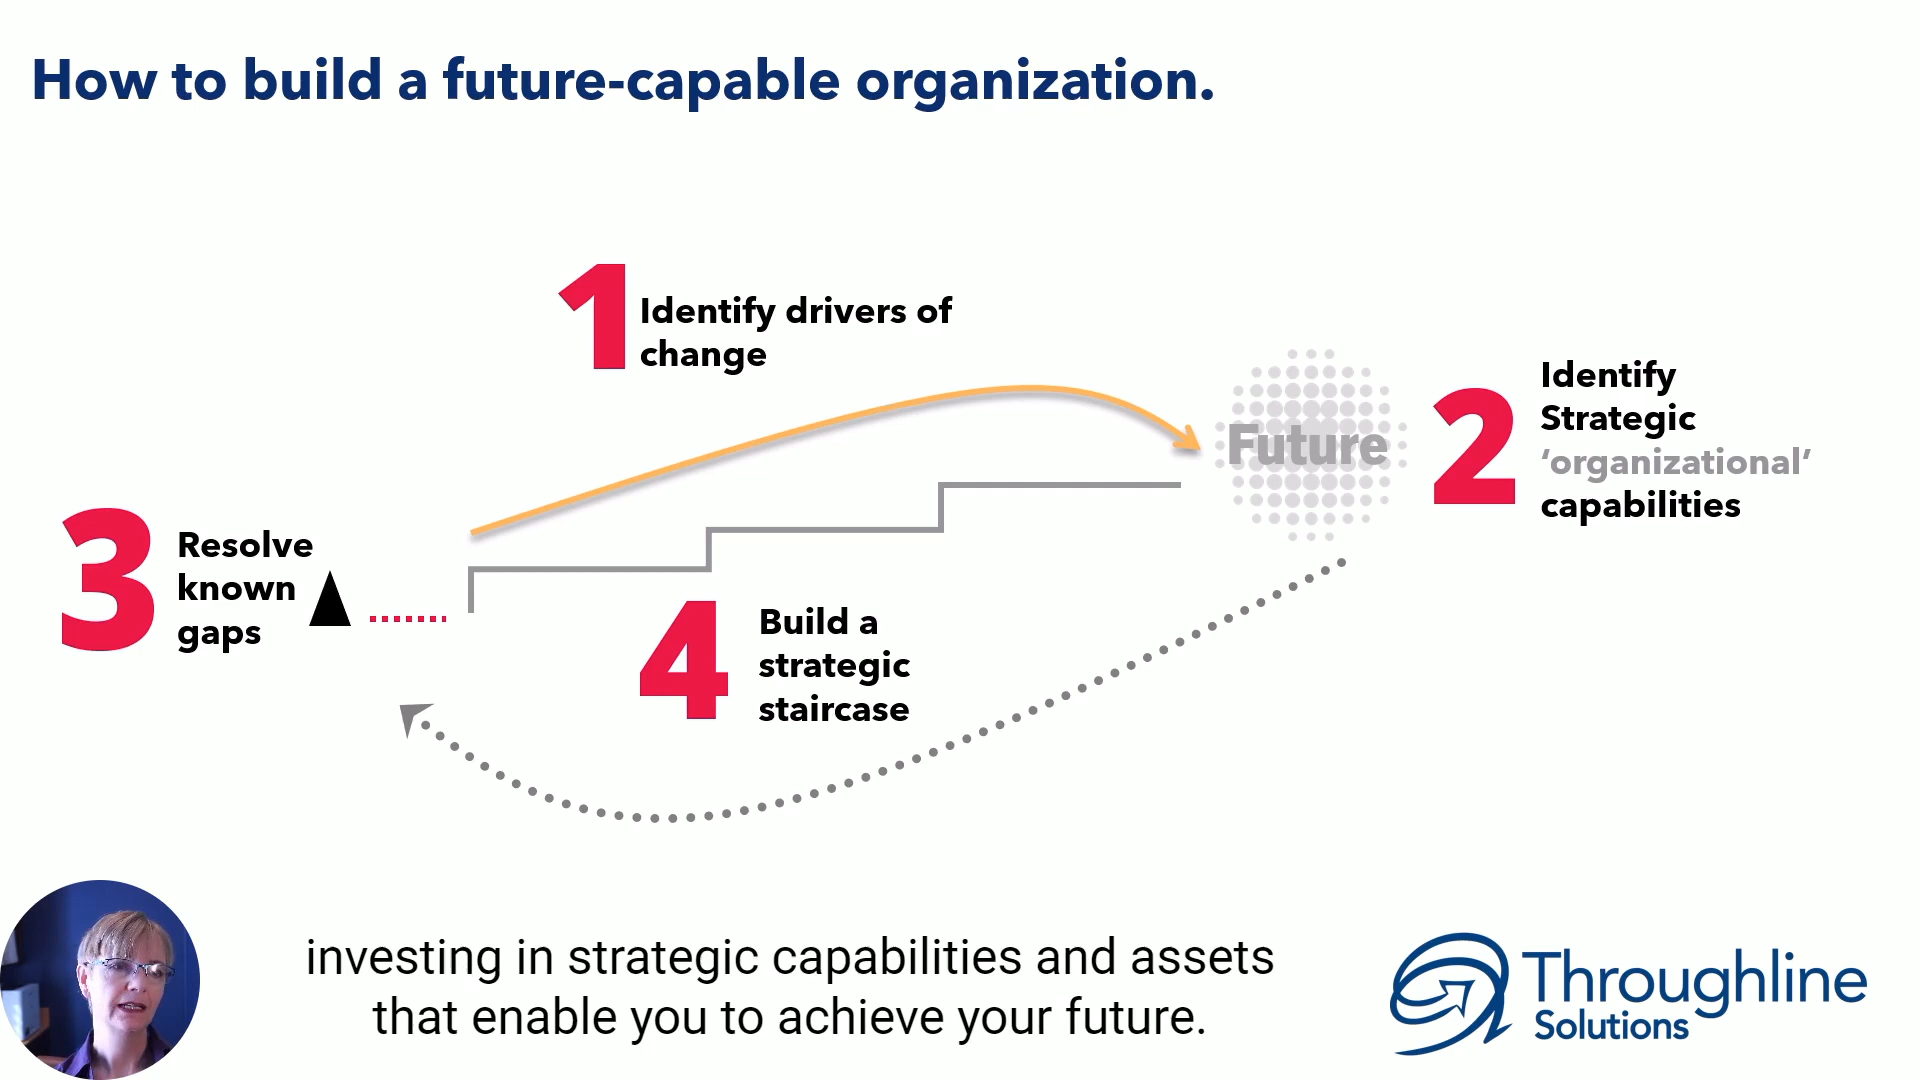 How to build a future-capable organization.
1
Identify drivers of
change
Future
2
Identify
Strategic
‘organizational’
capabilities
3
Resolve
known
gaps
4
Build a
strategic
staircase
investing in strategic capabilities and assets
that enable you to achieve your future.
Throughline
Solutions